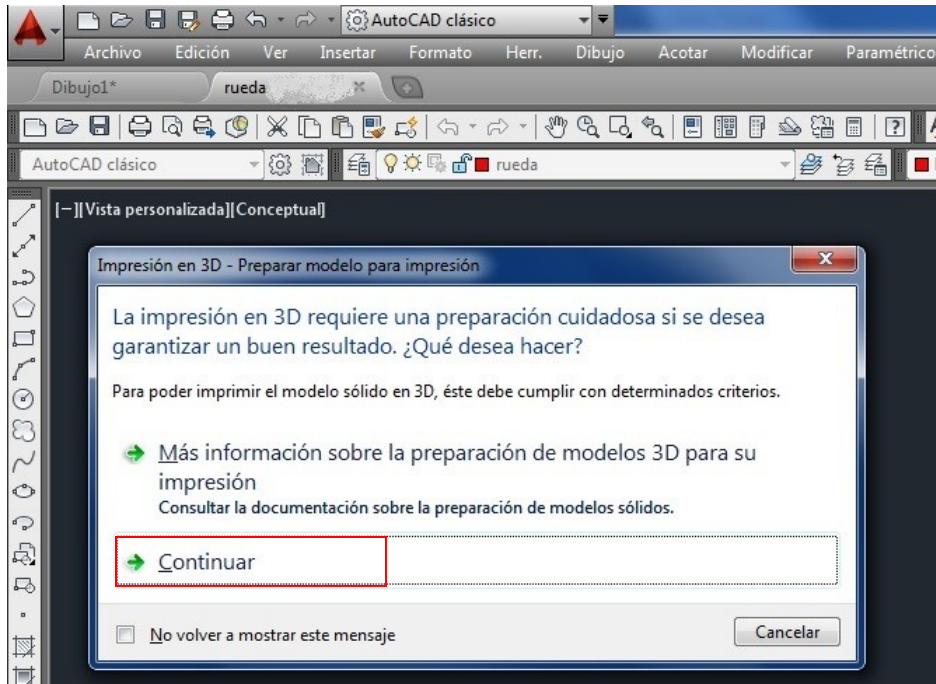 AutoCAD clásico
Archivo Edición Ver Insertar Formato Herr. Dibujo Acotar Modificar Paramétrico
Dibujo1* rueda
AutoCAD clásico rueda
[−][Vista personalizada][Conceptual]
Impresión en 3D - Preparar modelo para impresión
La impresión en 3D requiere una preparación cuidadosa si se desea
garantizar un buen resultado. ¿Qué desea hacer?
Para poder imprimir el modelo sólido en 3D, éste debe cumplir con determinados criterios.
Más información sobre la preparación de modelos 3D para su
impresión
Consultar la documentación sobre la preparación de modelos sólidos.
Continuar
No volver a mostrar este mensaje Cancelar